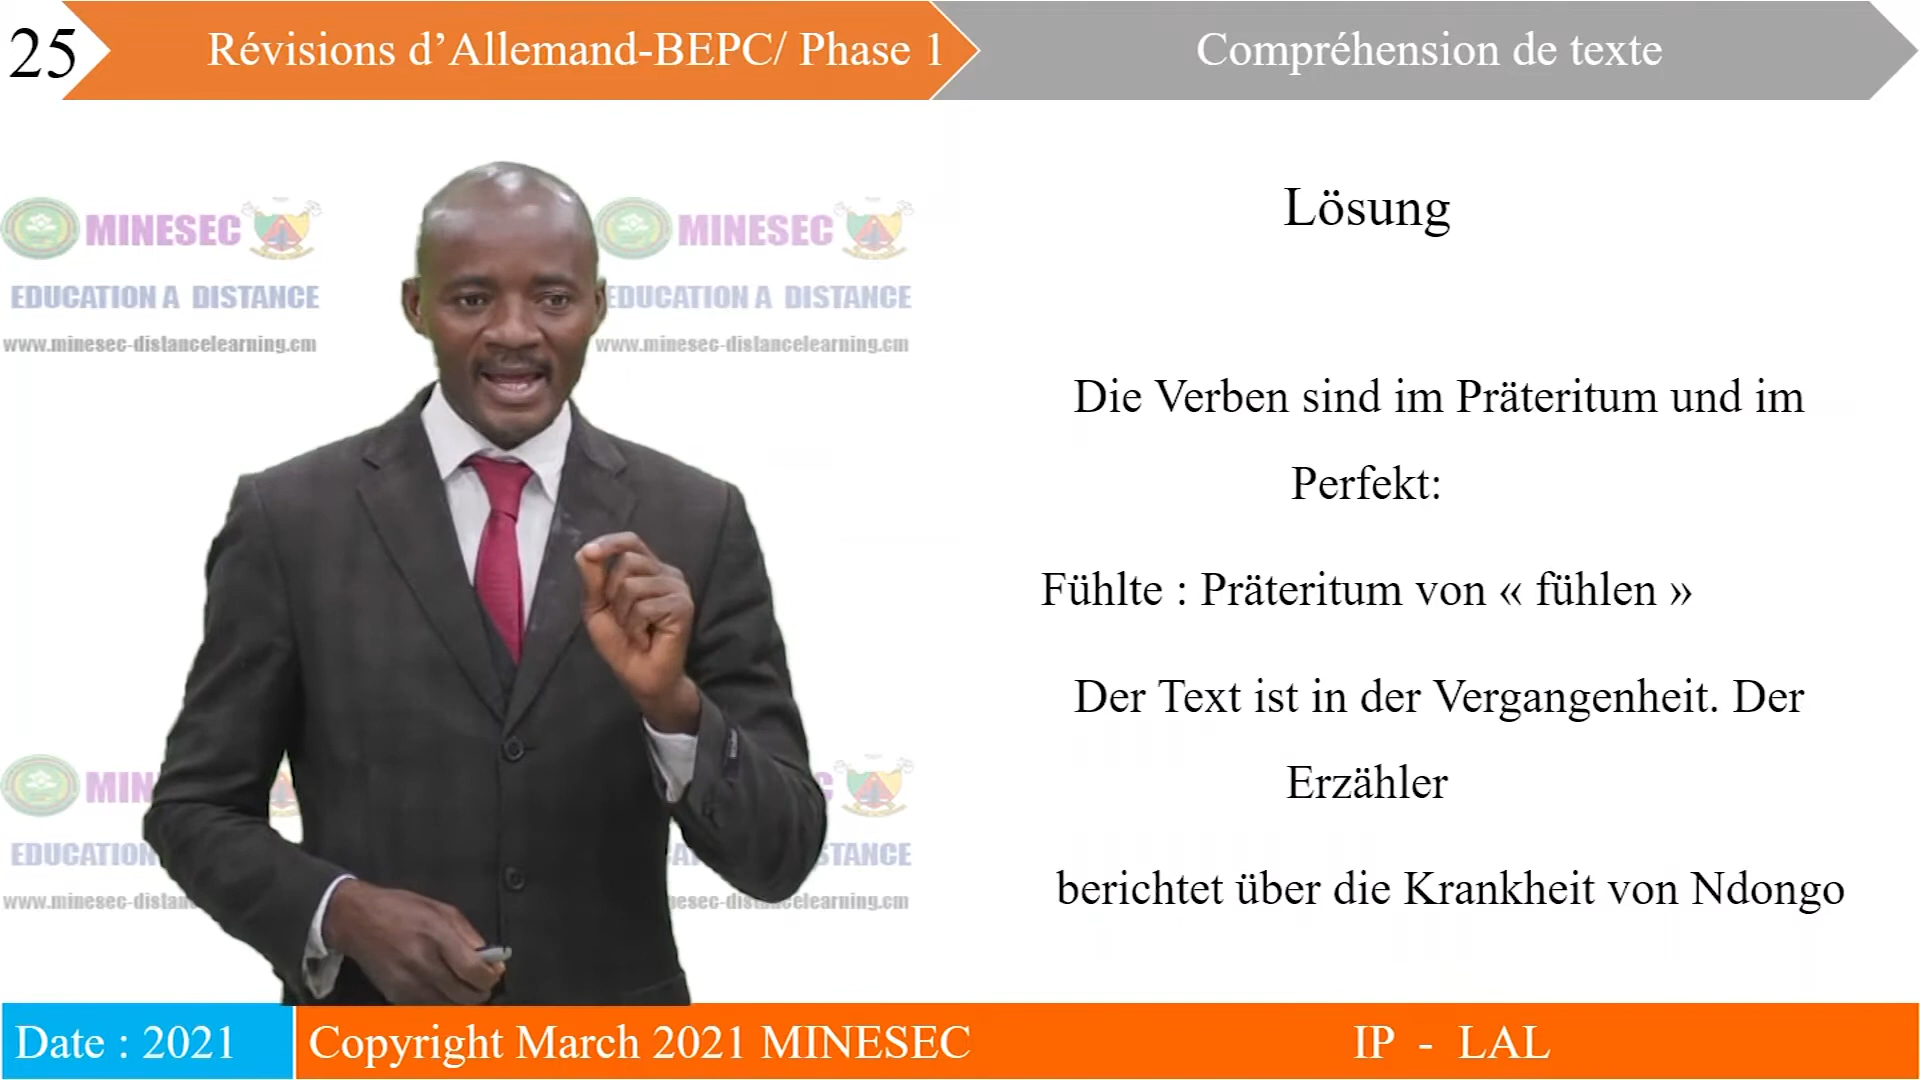 25
Révisions d’Allemand-BEPC/ Phase 1
Compréhension de texte
MINESEC
EDUCATION A DISTANCE
www.minesec-distancelearning.cm
MINESEC
EDUCATION A DISTANCE
www.minesec-distancelearning.cm
Lösung
Die Verben sind im Präteritum und im
Perfekt:
Fühlte : Präteritum von « fühlen »
Der Text ist in der Vergangenheit. Der
Erzähler
berichtet über die Krankheit von Ndongo
Date : 2021
Copyright March 2021 MINESEC
IP - LAL